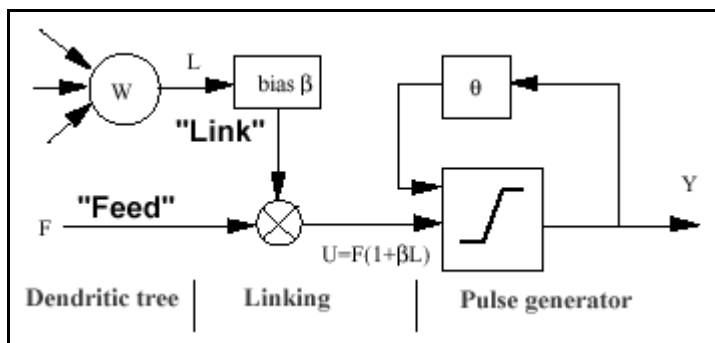 L
W
bias β
θ
"Link"
Y
"Feed"
F
U=F(1+βL)
Dendritic tree
Linking
Pulse generator